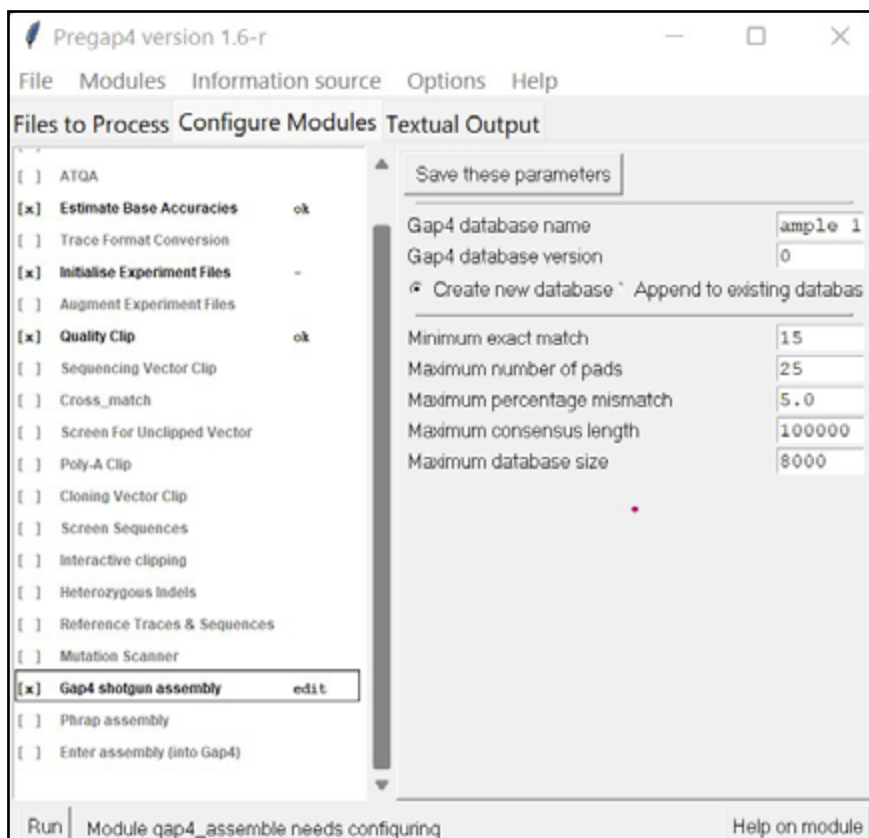 Pregap4 version 1.6-r
File Modules Information source Options Help
Files to Process Configure Modules Textual Output
[ ] ATQA
[x] Estimate Base Accuracies ok
[ ] Trace Format Conversion
[x] Initialise Experiment Files -
[ ] Augment Experiment Files
[x] Quality Clip ok
[ ] Sequencing Vector Clip
[ ] Cross_match
[ ] Screen For Unclipped Vector
[ ] Poly-A Clip
[ ] Cloning Vector Clip
[ ] Screen Sequences
[ ] Interactive clipping
[ ] Heterozygous Indels
[ ] Reference Traces & Sequences
[ ] Mutation Scanner
[x] Gap4 shotgun assembly edit
[ ] Phrap assembly
[ ] Enter assembly (into Gap4)
Save these parameters
Gap4 database name ample 1
Gap4 database version 0
Create new database Append to existing databas
Minimum exact match 15
Maximum number of pads 25
Maximum percentage mismatch 5.0
Maximum consensus length 100000
Maximum database size 8000
Run Module gap4_assemble needs configuring Help on module